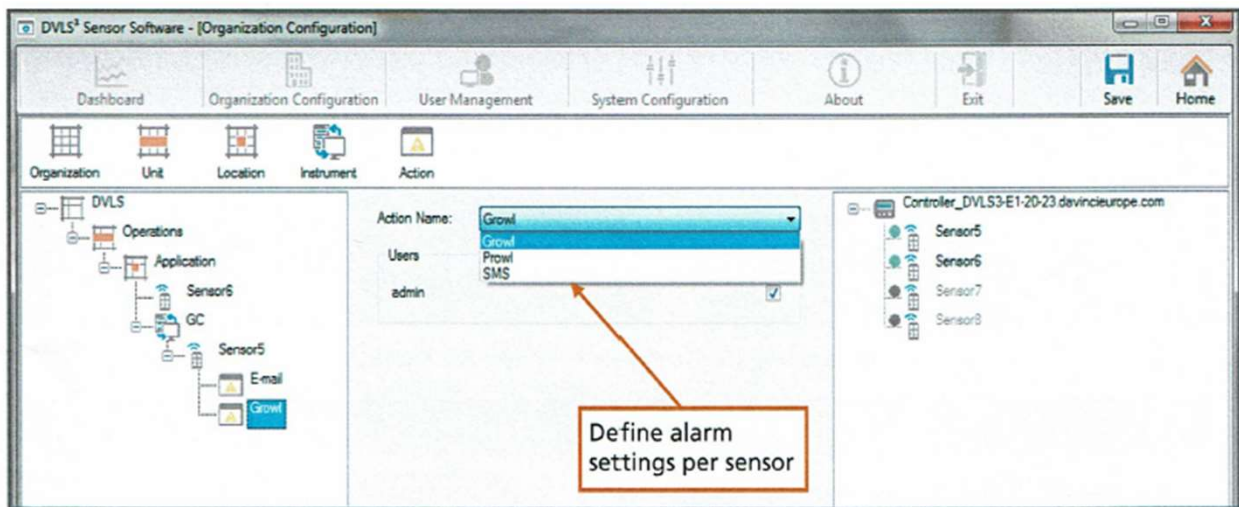 DVLS³ Sensor Software - [Organization Configuration]
Dashboard
Organization Configuration
User Management
System Configuration
About
Exit
Save
Home
Organization
Unit
Location
Instrument
Action
DVLS
Operations
Application
Sensor6
GC
Sensor5
E-mail
Growl
Action Name:
Growl
Growl
Prowl
SMS
Users
admin
Define alarm
settings per sensor
Controller_DVLS3-E1-20-23.davincieurope.com
Sensor5
Sensor6
Sensor7
Sensor8